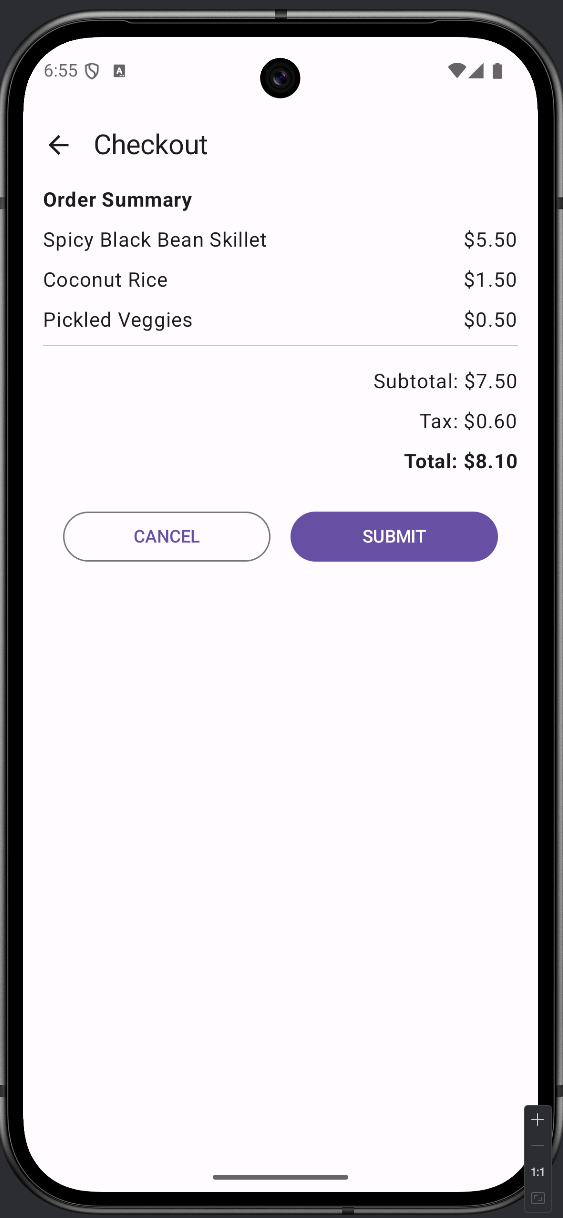 6:55 A
Checkout
Order Summary
Spicy Black Bean Skillet $5.50
Coconut Rice $1.50
Pickled Veggies $0.50
Subtotal: $7.50
Tax: $0.60
Total: $8.10
CANCEL SUBMIT
1:1